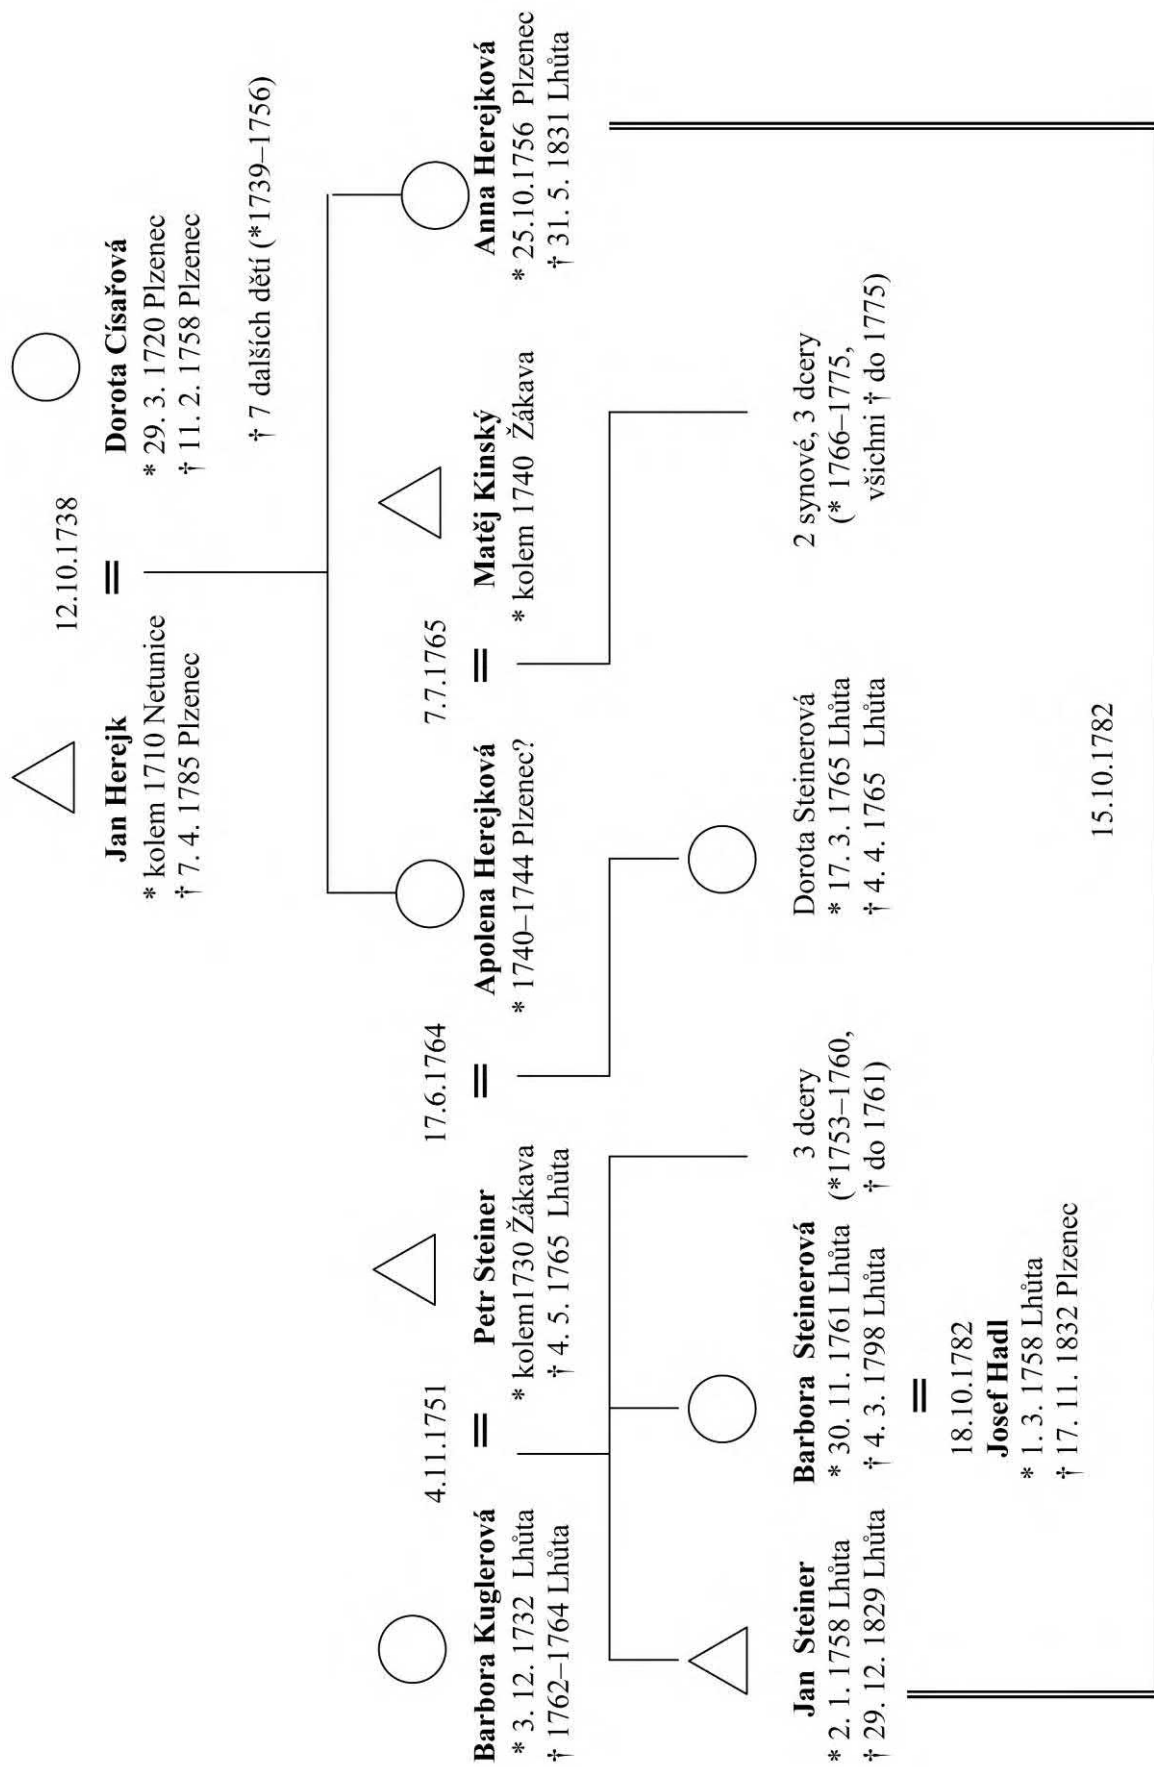 12.10.1738
=
Jan Herejk
* kolem 1710 Netunice
† 7. 4. 1785 Plzenec
Dorota Císařová
* 29. 3. 1720 Plzenec
† 11. 2. 1758 Plzenec
† 7 dalších dětí (*1739–1756)
Barbora Kuglerová
* 3. 12. 1732 Lhůta
† 1762–1764 Lhůta
4.11.1751
=
Petr Steiner
* kolem1730 Žákava
† 4. 5. 1765 Lhůta
17.6.1764
=
Apolena Herejková
* 1740–1744 Plzenec?
7.7.1765
=
Matěj Kinský
* kolem 1740 Žákava
Anna Herejková
* 25.10.1756 Plzenec
† 31. 5. 1831 Lhůta
Jan Steiner
* 2. 1. 1758 Lhůta
† 29. 12. 1829 Lhůta
Barbora Steinerová
* 30. 11. 1761 Lhůta
† 4. 3. 1798 Lhůta
=
18.10.1782
Josef Hadl
* 1. 3. 1758 Lhůta
† 17. 11. 1832 Plzenec
3 dcery
(*1753–1760,
† do 1761)
Dorota Steinerová
* 17. 3. 1765 Lhůta
† 4. 4. 1765 Lhůta
2 synové, 3 dcery
(* 1766–1775,
všichni † do 1775)
15.10.1782